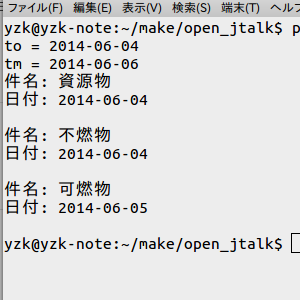 ファイル(F) 編集(E) 表示(V) 検索(S) 端末(T) ヘル
yzk@yzk-note:~/make/open_jtalk$ p
to = 2014-06-04
tm = 2014-06-06
件名: 資源物
日付: 2014-06-04
件名: 不燃物
日付: 2014-06-04
件名: 可燃物
日付: 2014-06-05
yzk@yzk-note:~/make/open_jtalk$